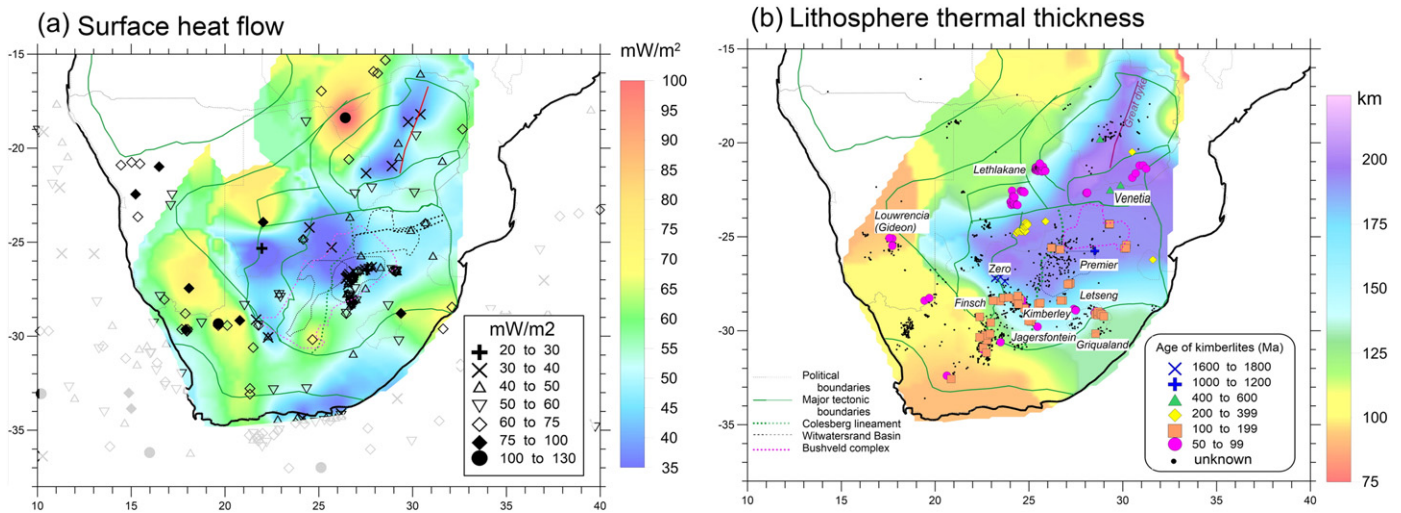 (a) Surface heat flow
mW/m²
-15
-20
-25
-30
-35
10 15 20 25 30 35 40
100
95
90
85
80
75
70
65
60
55
50
45
40
35
mW/m2
20 to 30
30 to 40
40 to 50
50 to 60
60 to 75
75 to 100
100 to 130
(b) Lithosphere thermal thickness
km
-15
-20
-25
-30
-35
15 20 25 30 35 40
200
175
150
125
100
75
Great dyke
Lethlakane
Venetia
Louwrencia
(Gideon)
Zero
Premier
Finsch
Letseng
Kimberley
Jagersfontein
Griqualand
Political
boundaries
Major tectonic
boundaries
Colesberg lineament
Witwatersrand Basin
Bushveld complex
Age of kimberlites (Ma)
1600 to 1800
1000 to 1200
400 to 600
200 to 399
100 to 199
50 to 99
unknown